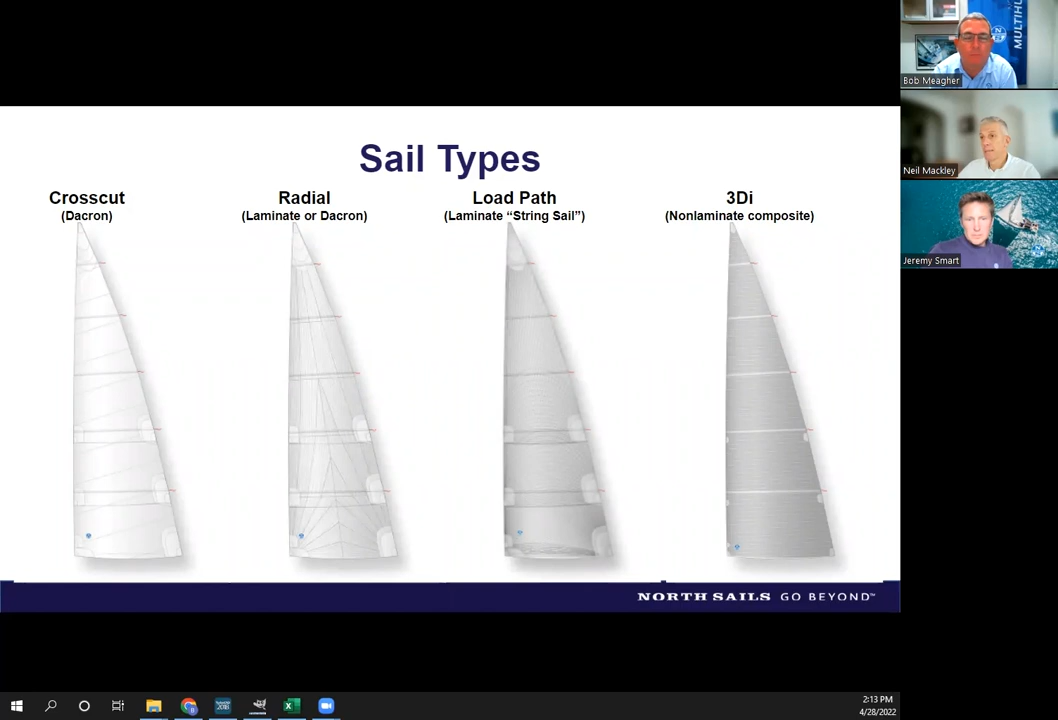 Sail Types
Crosscut
(Dacron)
Radial
(Laminate or Dacron)
Load Path
(Laminate “String Sail”)
3Di
(Nonlaminate composite)
NORTH SAILS GO BEYOND™
MULTIHU
Bob Meagher
Neil Mackley
Jeremy Smart
2:13 PM
4/28/2022